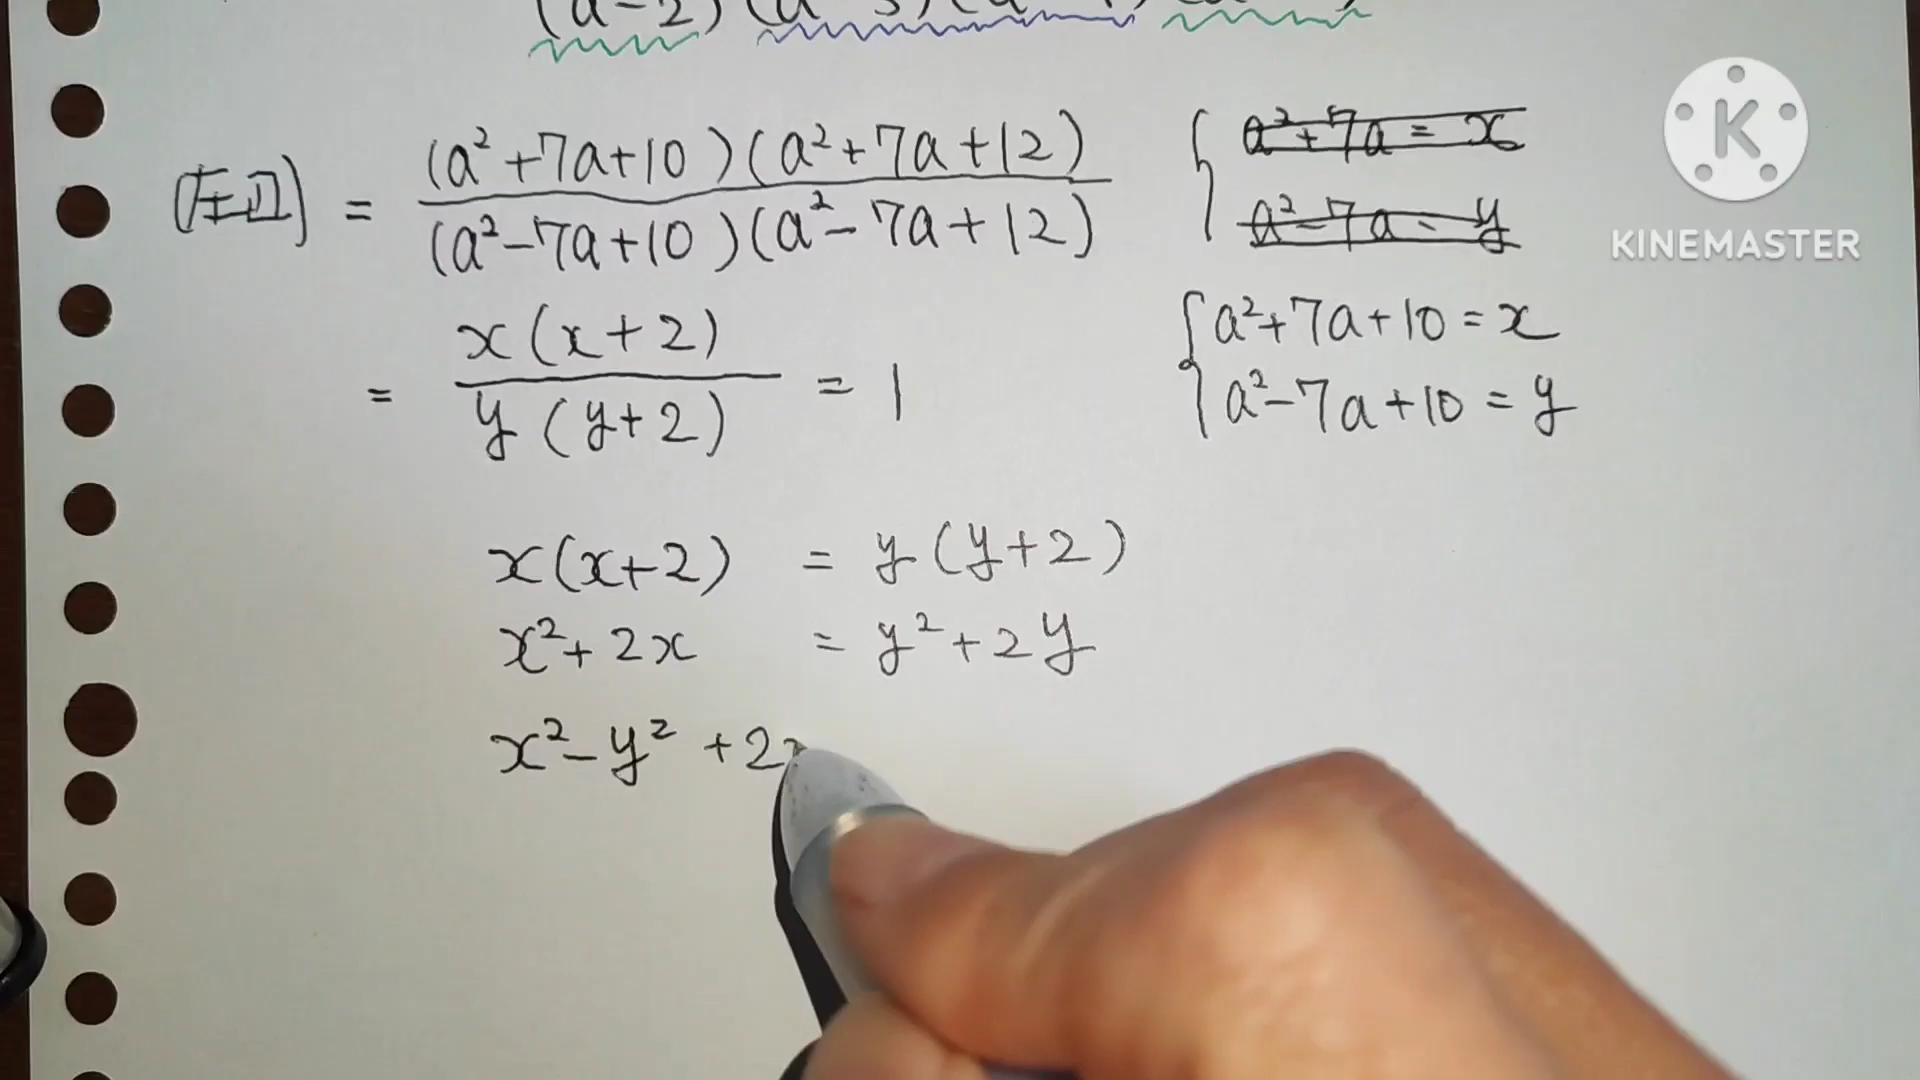 (a-2)
(左辺) = (a²+7a+10)(a²+7a+12)
(a²-7a+10)(a²-7a+12)
a²+7a=x
a²-7a=y
KINEMASTER
= x(x+2)
y(y+2) = 1
a²+7a+10=x
a²-7a+10=y
x(x+2) = y(y+2)
x²+2x = y²+2y
x²-y²+2